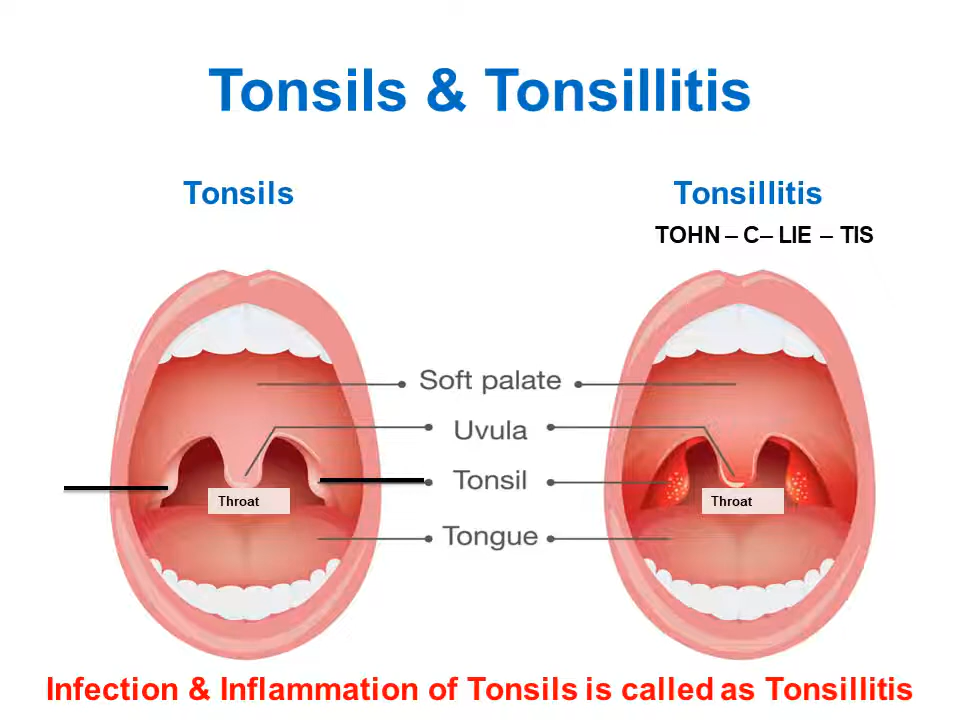 Tonsils & Tonsillitis
Tonsils
Tonsillitis
TOHN – C– LIE – TIS
Soft palate
Uvula
Tonsil
Throat
Throat
Tongue
Infection & Inflammation of Tonsils is called as Tonsillitis